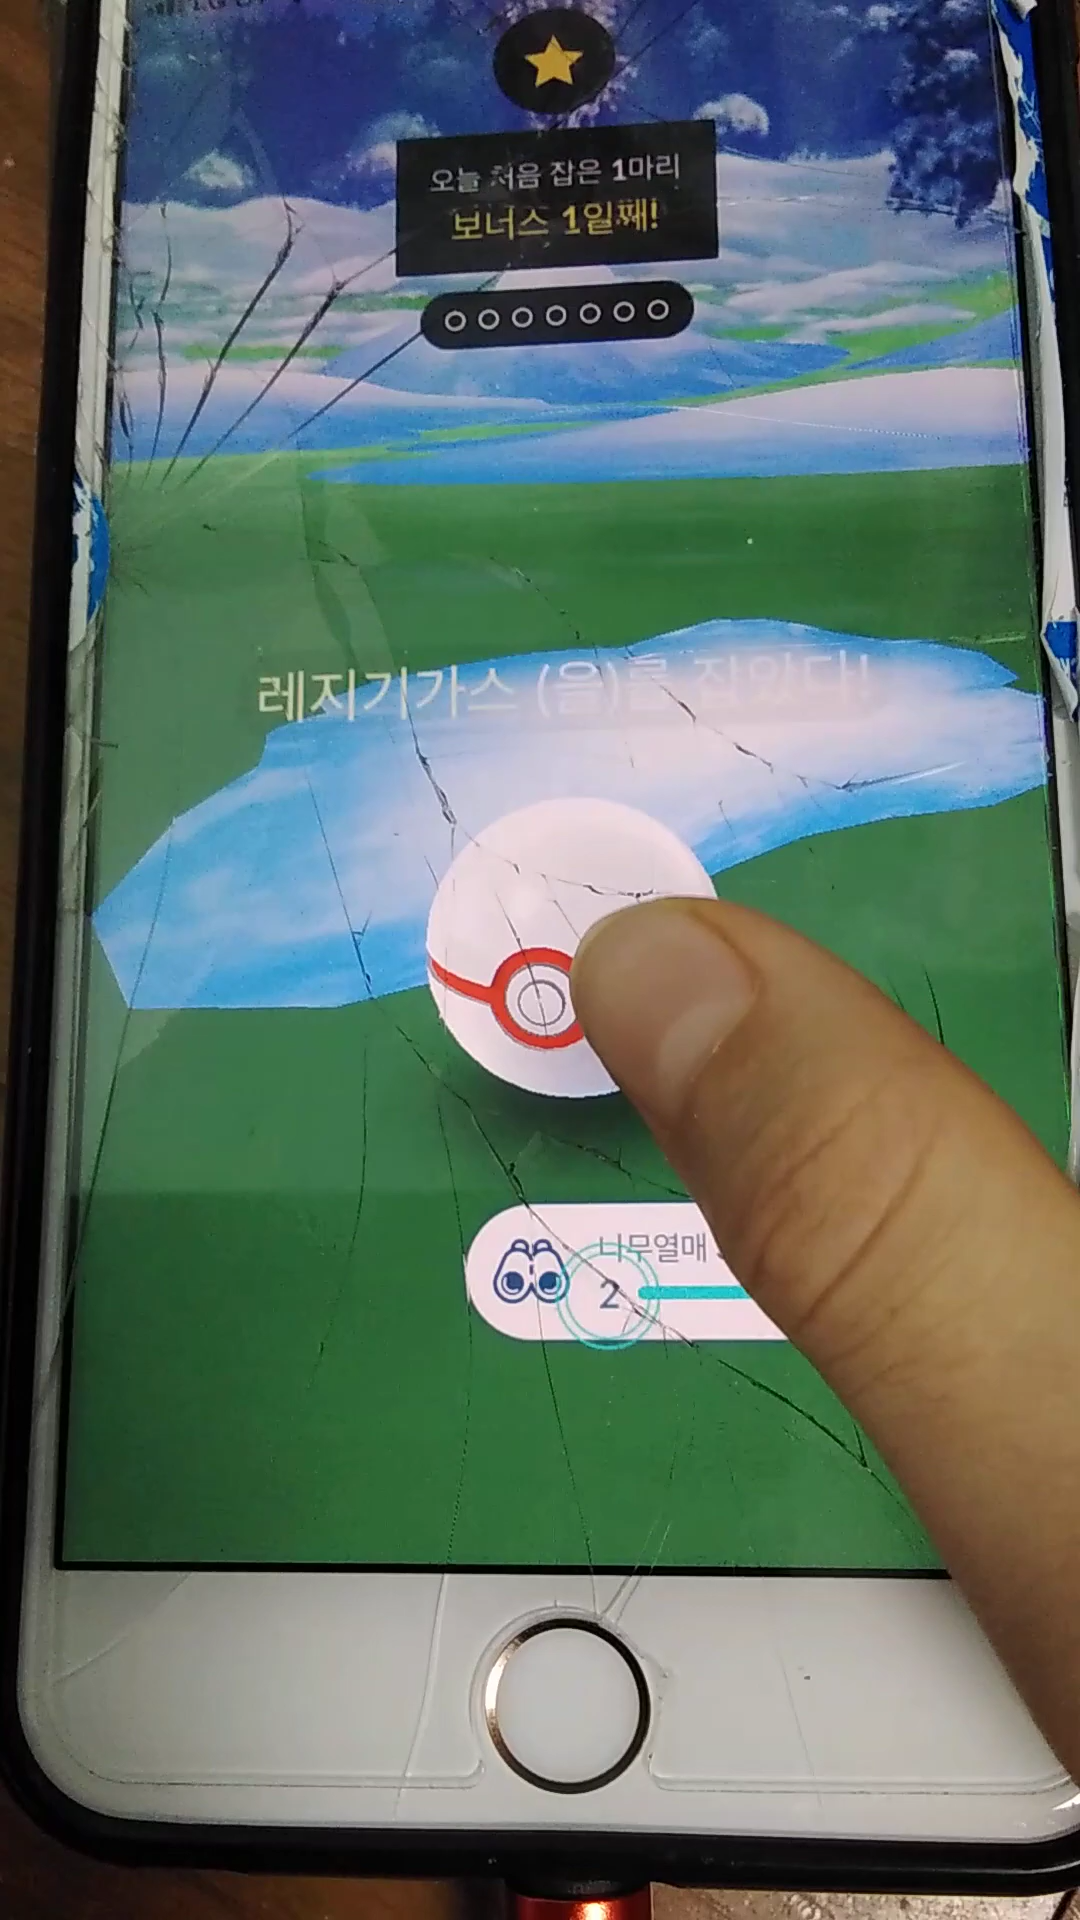 오늘 처음 잡은 1마리
보너스 1일째!
레지기가스 (을)를 잡았다!
나무열매
2